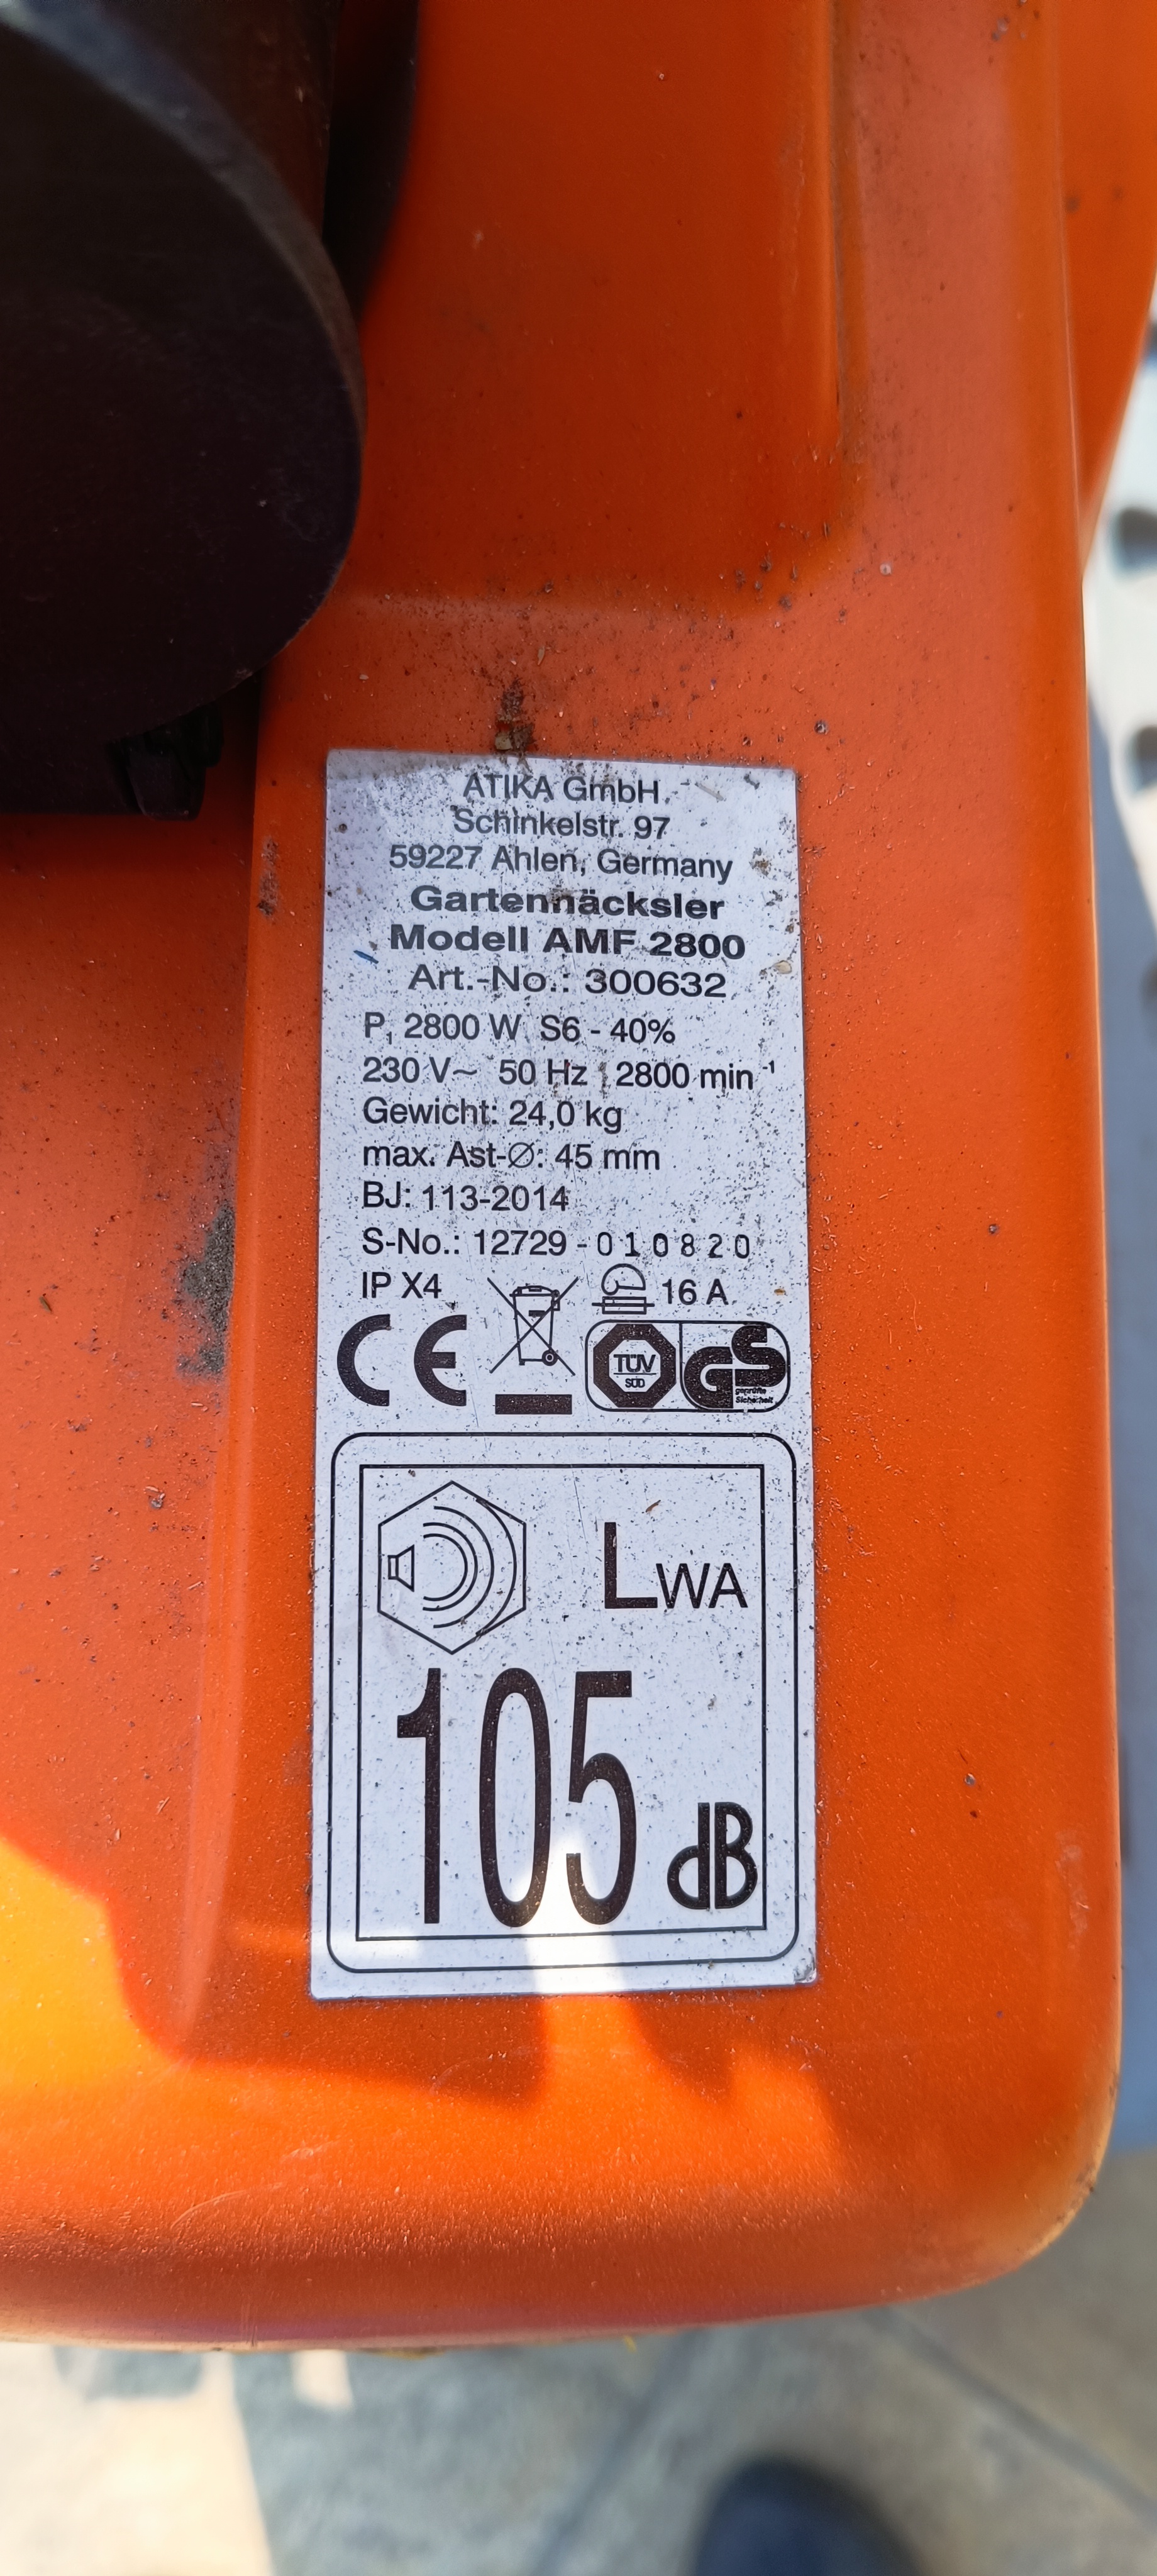 ATIKA GmbH
Schinkelstr. 97
59227 Ahlen, Germany
Gartenhäcksler
Modell AMF 2800
Art.-No.: 300632
P₁ 2800 W S6 - 40%
230 V~ 50 Hz 2800 min⁻¹
Gewicht: 24,0 kg
max. Ast-∅: 45 mm
BJ: 113-2014
S-No.: 12729 - 010820
IP X4 16 A
CE TÜV SÜD GS geprüfte Sicherheit
LWA
105 dB